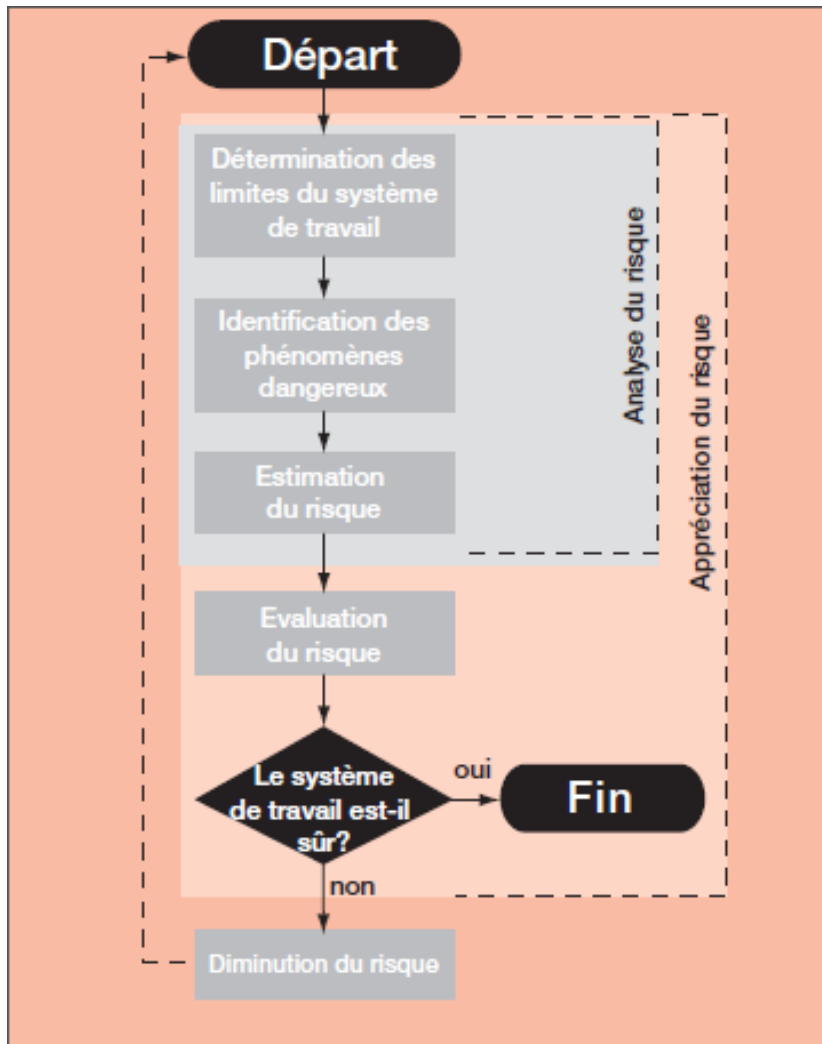 Départ
Détermination des
limites du système
de travail
Identification des
phénomènes
dangereux
Estimation
du risque
Analyse du risque
Appréciation du risque
Evaluation
du risque
Le système
de travail est-il
sûr?
oui
Fin
non
Diminution du risque